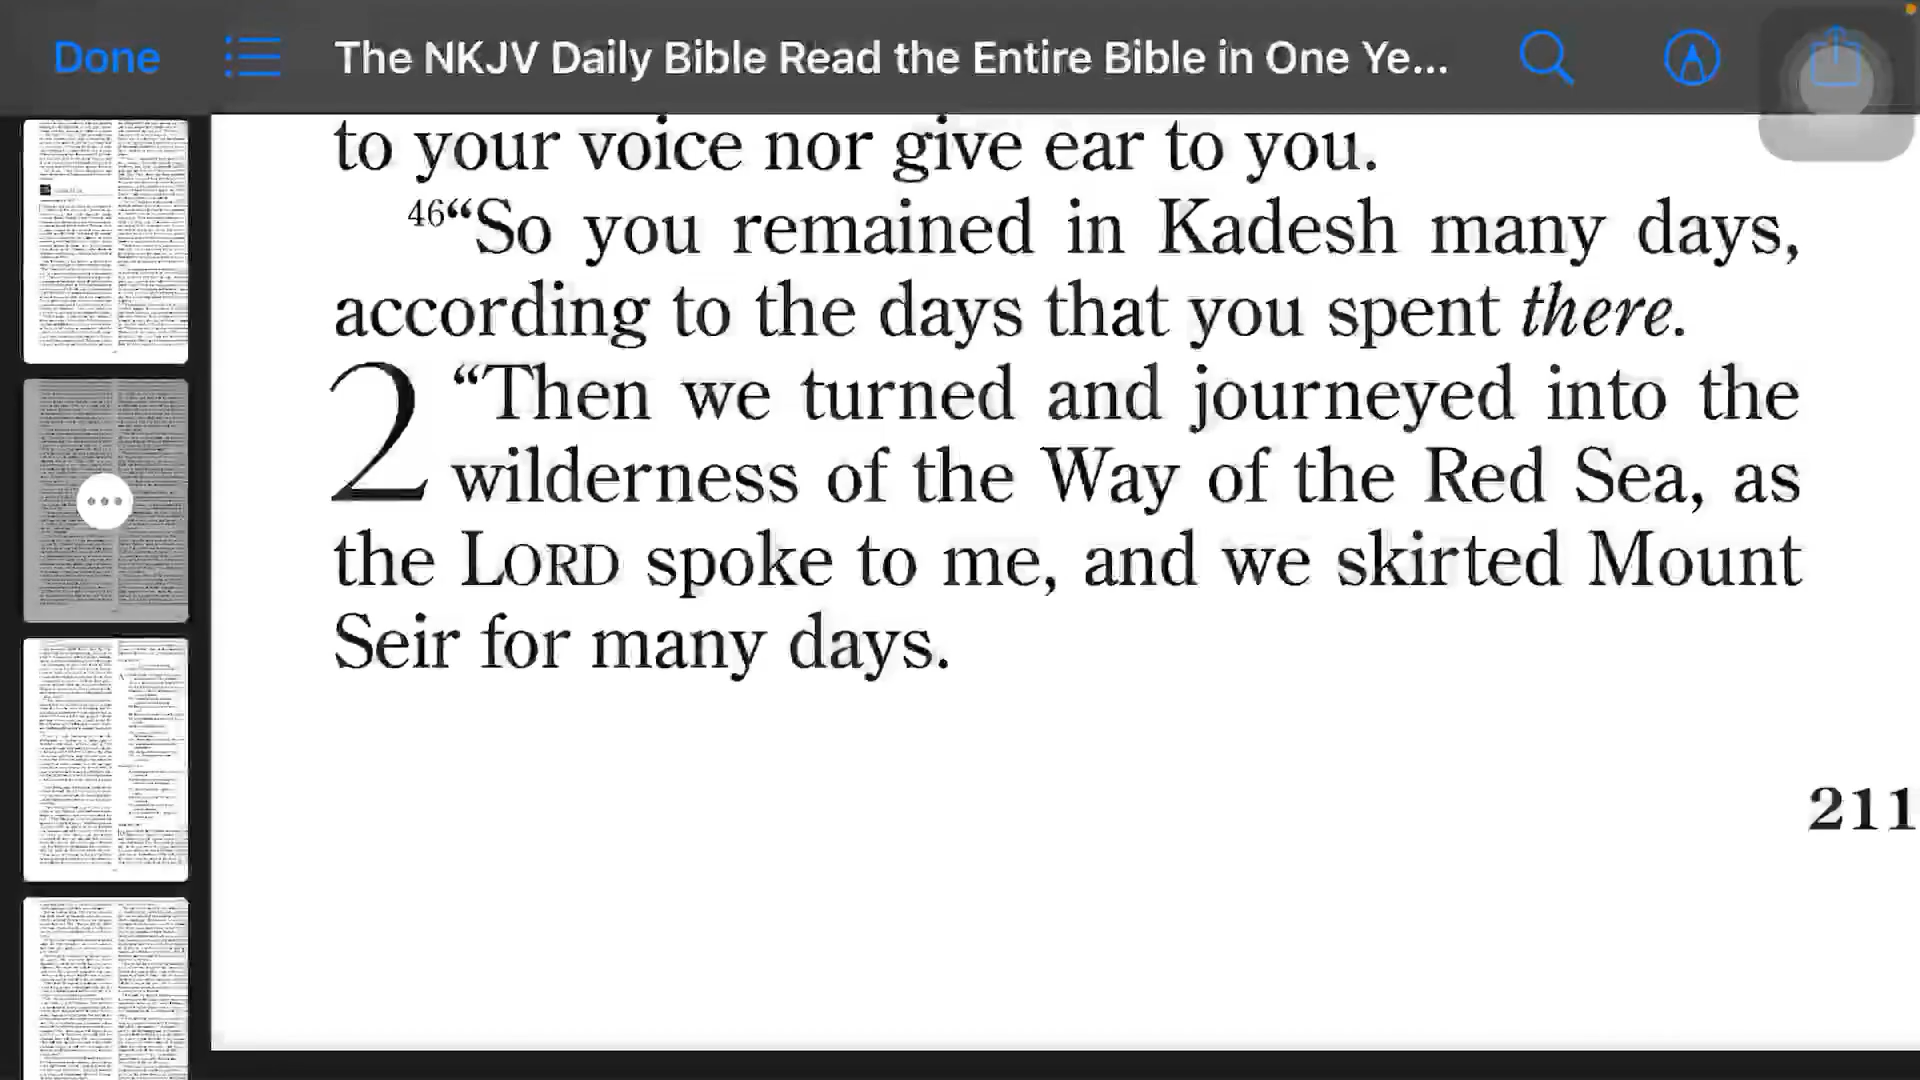 Done
The NKJV Daily Bible Read the Entire Bible in One Ye...
to your voice nor give ear to you.
46“So you remained in Kadesh many days,
according to the days that you spent there.
2 “Then we turned and journeyed into the
wilderness of the Way of the Red Sea, as
the LORD spoke to me, and we skirted Mount
Seir for many days.
211